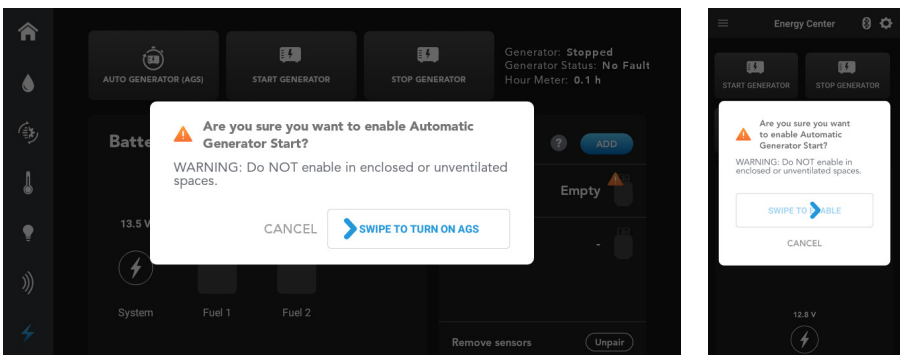 AUTO GENERATOR (AGS)
START GENERATOR
STOP GENERATOR
Generator: Stopped
Generator Status: No Fault
Hour Meter: 0.1 h
Batte
? ADD
Are you sure you want to enable Automatic
Generator Start?
WARNING: Do NOT enable in enclosed or unventilated
spaces.
CANCEL
SWIPE TO TURN ON AGS
Empty
-
13.5 V
System
Fuel 1
Fuel 2
Remove sensors
Unpair
Energy Center
START GENERATOR
STOP GENERATOR
Are you sure you want
to enable Automatic
Generator Start?
WARNING: Do NOT enable in
enclosed or unventilated spaces.
SWIPE TO ABLE
CANCEL
12.8 V